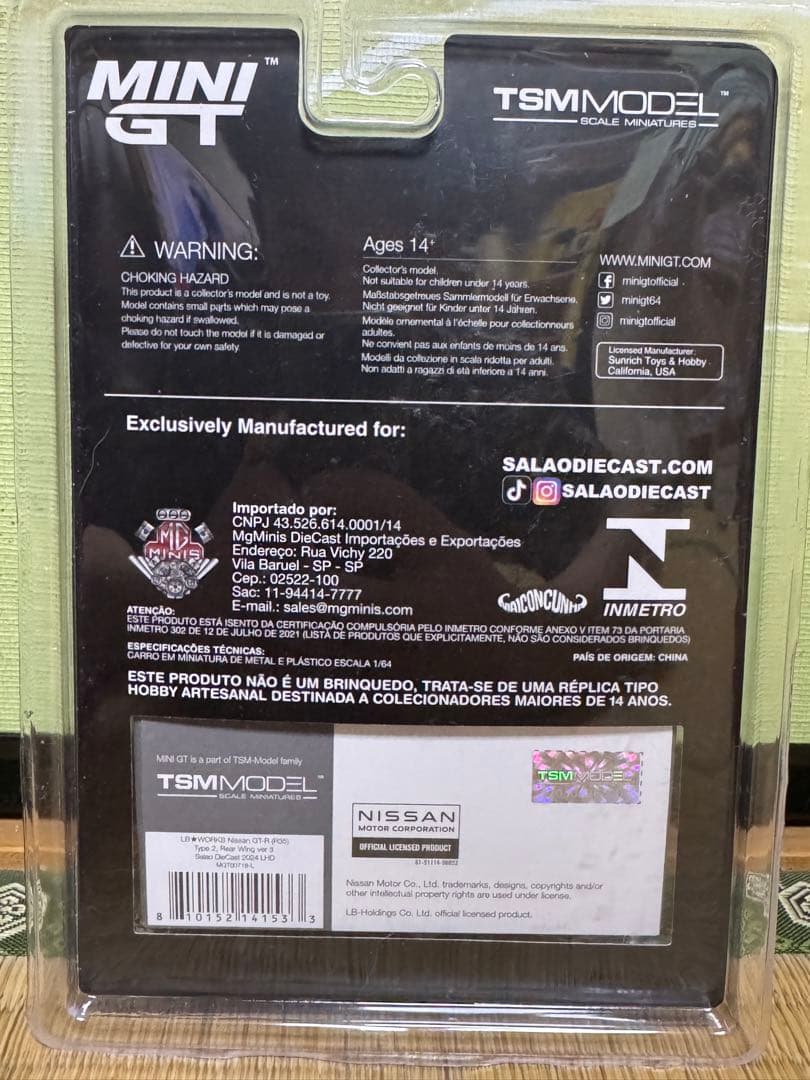 MINI GT™
TSMMODEL™
SCALE MINIATURES
WARNING:
CHOKING HAZARD
This product is a collector's model and is not a toy.
Model contains small parts which may pose a
choking hazard if swallowed.
Please do not touch the model if it is damaged or
defective for your own safety.
Ages 14+
Collector's model.
Not suitable for children under 14 years.
Maßstabsgetreues Sammlermodell für Erwachsene.
Nicht geeignet für Kinder unter 14 Jahren.
Modèle ornemental à l'échelle pour collectionneurs
adultes.
Ne convient pas aux enfants de moins de 14 ans.
Modelli da collezione in scala ridotta per adulti.
Non adatti a ragazzi di età inferiore a 14 anni.
WWW.MINIGT.COM
minigtofficial
minigt64
minigtofficial
Licensed Manufacturer:
Sunrich Toys & Hobby
California, USA
Exclusively Manufactured for:
SALAODIECAST.COM
SALAODIECAST
MG
MINIS
Importado por:
CNPJ 43.526.614.0001/14
MgMinis DieCast Importações e Exportações
Endereço: Rua Vichy 220
Vila Baruel - SP - SP
Cep.: 02522-100
Sac: 11-94414-7777
E-mail.: sales@mgminis.com
MAICONCUNHA
INMETRO
ATENÇÃO:
ESTE PRODUTO ESTÁ ISENTO DA CERTIFICAÇÃO COMPULSÓRIA PELO INMETRO CONFORME ANEXO V ITEM 73 DA PORTARIA
INMETRO 302 DE 12 DE JULHO DE 2021 (LISTA DE PRODUTOS QUE EXPLICITAMENTE, NÃO SÃO CONSIDERADOS BRINQUEDOS)
ESPECIFICAÇÕES TÉCNICAS:
CARRO EM MINIATURA DE METAL E PLÁSTICO ESCALA 1/64
PAÍS DE ORIGEM: CHINA
ESTE PRODUTO NÃO É UM BRINQUEDO, TRATA-SE DE UMA RÉPLICA TIPO
HOBBY ARTESANAL DESTINADA A COLECIONADORES MAIORES DE 14 ANOS.
MINI GT is a part of TSM-Model family
TSMMODEL™
SCALE MINIATURES
LB★WORKS Nissan GT-R (R35)
Type 2, Rear Wing ver 3
Salao DieCast 2024 LHD
MGT00718-L
8 10152 14153 3
TSMMODEL
NISSAN
MOTOR CORPORATION
OFFICIAL LICENSED PRODUCT
Nissan Motor Co., Ltd. trademarks, designs, copyrights and/or
other intellectual property rights are used under license.
LB-Holdings Co. Ltd. official licensed product.